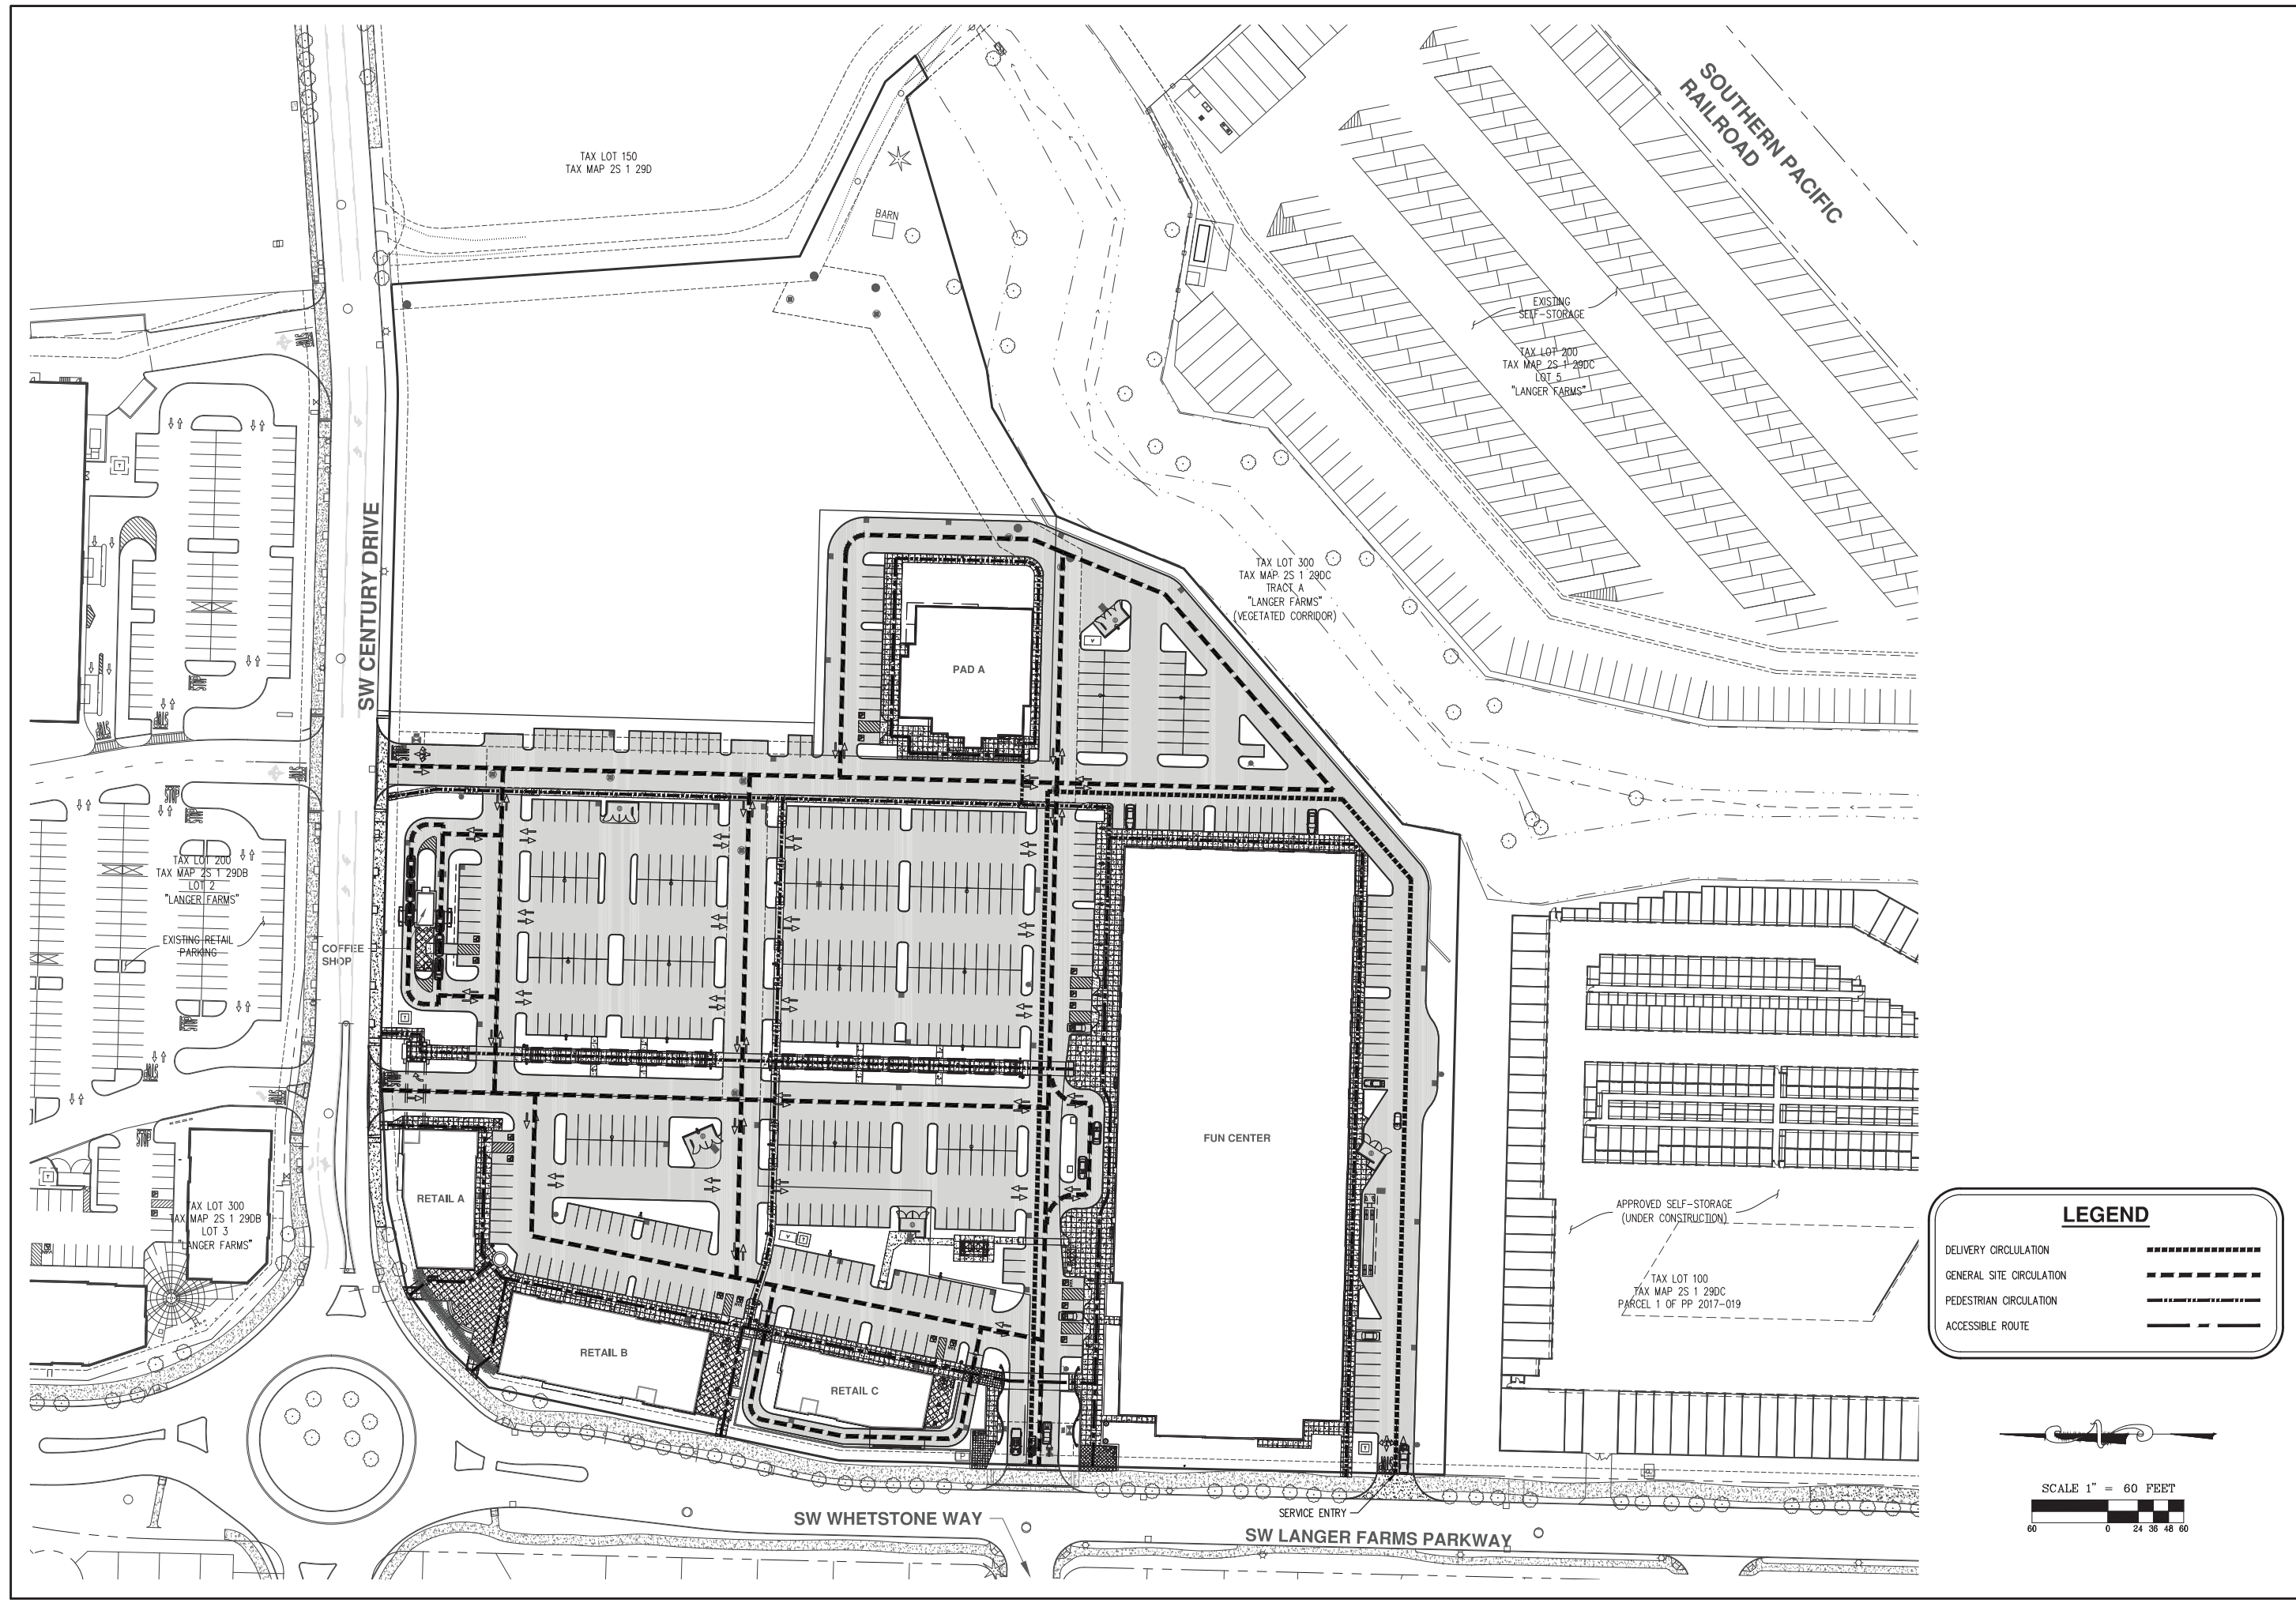 SOUTHERN PACIFIC
RAILROAD
TAX LOT 150
TAX MAP 2S 1 29D
BARN
EXISTING
SELF-STORAGE
TAX LOT 200
TAX MAP 2S 1 29DC
LOT 5
"LANGER FARMS"
SW CENTURY DRIVE
TAX LOT 300
TAX MAP 2S 1 29DC
TRACT A
"LANGER FARMS"
(VEGETATED CORRIDOR)
PAD A
TAX LOT 200
TAX MAP 2S 1 29DB
LOT 2
"LANGER FARMS"
EXISTING RETAIL
PARKING
COFFEE
SHOP
FUN CENTER
RETAIL A
TAX LOT 300
TAX MAP 2S 1 29DB
LOT 3
"LANGER FARMS"
APPROVED SELF-STORAGE
(UNDER CONSTRUCTION)
TAX LOT 100
TAX MAP 2S 1 29DC
PARCEL 1 OF PP 2017-019
RETAIL B
RETAIL C
SERVICE ENTRY
SW WHETSTONE WAY
SW LANGER FARMS PARKWAY
LEGEND
DELIVERY CIRCLULATION
GENERAL SITE CIRCULATION
PEDESTRIAN CIRCULATION
ACCESSIBLE ROUTE
SCALE 1" = 60 FEET
60 0 24 36 48 60